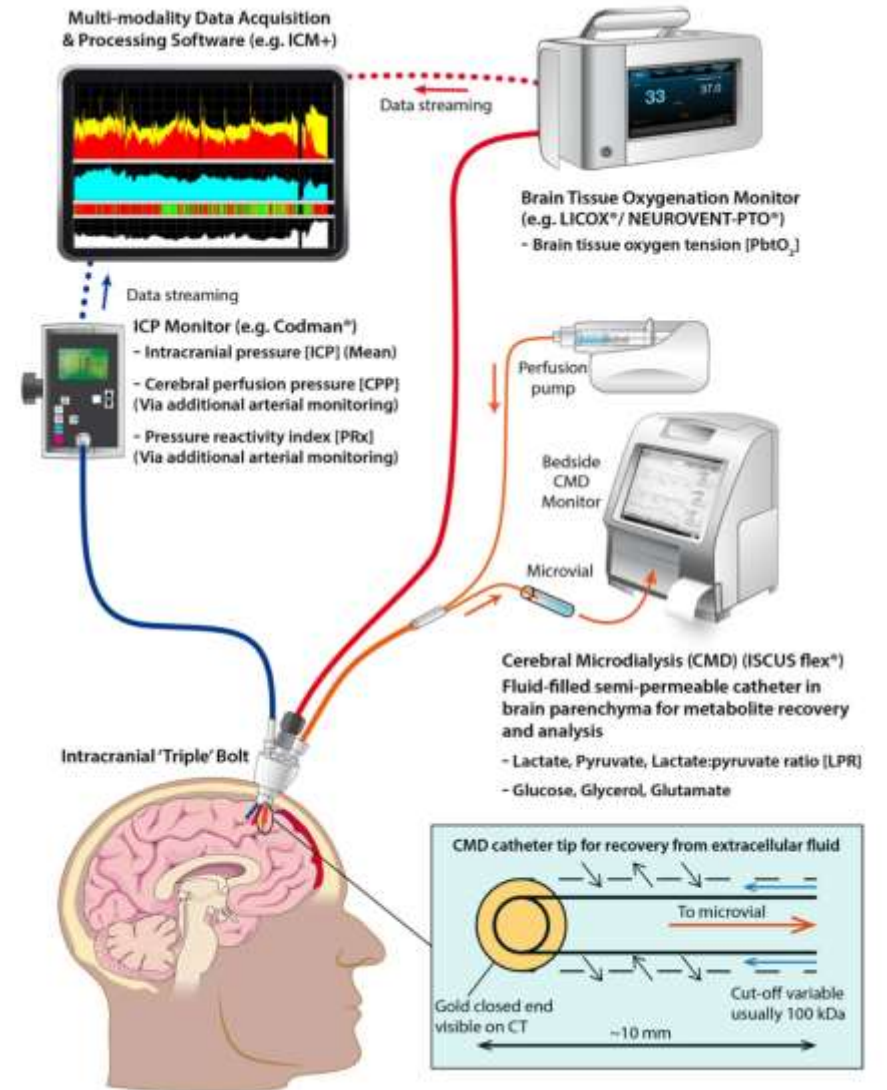 Multi-modality Data Acquisition
& Processing Software (e.g. ICM+)
Data streaming
33
37.0
Brain Tissue Oxygenation Monitor
(e.g. LICOX®/ NEUROVENT-PTO®)
- Brain tissue oxygen tension [PbtO₂]
Data streaming
ICP Monitor (e.g. Codman®)
- Intracranial pressure [ICP] (Mean)
- Cerebral perfusion pressure [CPP]
(Via additional arterial monitoring)
- Pressure reactivity index [PRx]
(Via additional arterial monitoring)
Perfusion
pump
Bedside
CMD
Monitor
Microvial
Cerebral Microdialysis (CMD) (ISCUS flex®)
Fluid-filled semi-permeable catheter in
brain parenchyma for metabolite recovery
and analysis
- Lactate, Pyruvate, Lactate:pyruvate ratio [LPR]
- Glucose, Glycerol, Glutamate
Intracranial ‘Triple’ Bolt
CMD catheter tip for recovery from extracellular fluid
To microvial
Gold closed end
visible on CT
Cut-off variable
usually 100 kDa
~10 mm